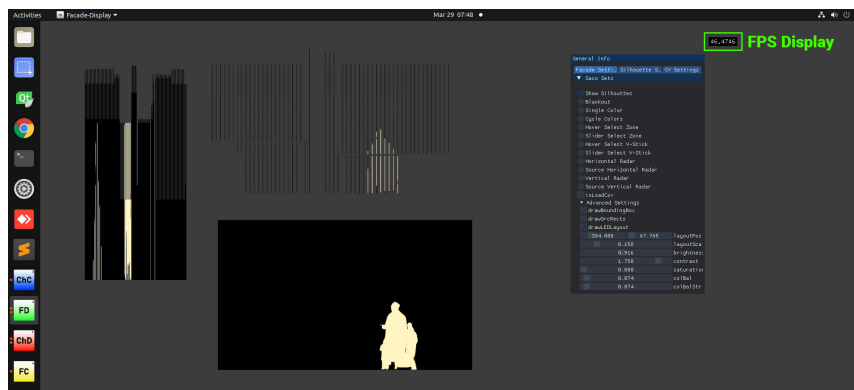 Activities Facade-Display Mar 29 07:48
46.4746 FPS Display
General Info
Facade Setti. Silhouette S. CV Settings
Saco Sets
Show Silhouttes
Blackout
Single Color
Cycle Colors
Hover Select Zone
Slider Select Zone
Hover Select V-Stick
Slider Select V-Stick
Horizontal Radar
Source Horizontal Radar
Vertical Radar
Source Vertical Radar
isLoadCsv
Advanced Settings
drawBoundingBox
drawSrcRects
drawLEDLayout
304.000 67.765 layoutPos
0.158 layoutSca
0.916 brightness
1.758 contrast
0.000 saturation
0.874 colBal
0.874 colBalStr
Qt
ChC
FD
ChD
FC